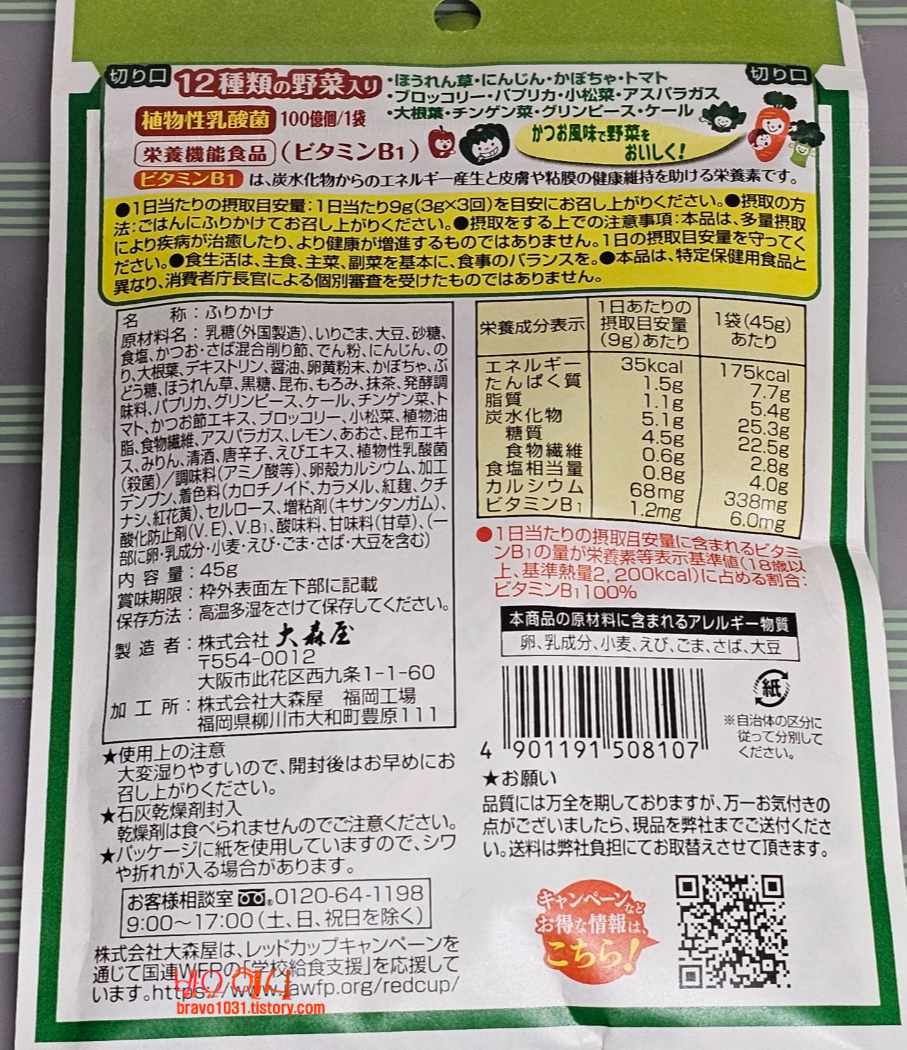 切り口
12種類の野菜入り
・ほうれん草・にんじん・かぼちゃ・トマト
・ブロッコリー・パプリカ・小松菜・アスパラガス
・大根葉・チンゲン菜・グリンピース・ケール
切り口
植物性乳酸菌 100億個/1袋
栄養機能食品(ビタミンB1)
かつお風味で野菜を
おいしく!
ビタミンB1 は、炭水化物からのエネルギー産生と皮膚や粘膜の健康維持を助ける栄養素です。
●1日当たりの摂取目安量:1日当たり9g(3g×3回)を目安にお召し上がりください。●摂取の方
法:ごはんにふりかけてお召し上がりください。●摂取をする上での注意事項:本品は、多量摂取
により疾病が治癒したり、より健康が増進するものではありません。1日の摂取目安量を守ってく
ださい。●食生活は、主食、主菜、副菜を基本に、食事のバランスを。●本品は、特定保健用食品と
異なり、消費者庁長官による個別審査を受けたものではありません。
名 称:ふりかけ
原材料名:乳糖(外国製造)、いりごま、大豆、砂糖、
食塩、かつお・さば混合削り節、でん粉、にんじん、の
り、大根葉、デキストリン、醤油、卵黄粉末、かぼちゃ、ぶ
どう糖、ほうれん草、黒糖、昆布、もろみ、抹茶、発酵調
味料、パプリカ、グリンピース、ケール、チンゲン菜、ト
マト、かつお節エキス、ブロッコリー、小松菜、植物油
脂、食物繊維、アスパラガス、レモン、あおさ、昆布エキ
ス、みりん、清酒、唐辛子、えびエキス、植物性乳酸菌
(殺菌)/調味料(アミノ酸等)、卵殻カルシウム、加工
デンプン、着色料(カロチノイド、カラメル、紅麹、クチ
ナシ、紅花黄)、セルロース、増粘剤(キサンタンガム)、
酸化防止剤(V.E)、V.B1、酸味料、甘味料(甘草)、(一
部に卵・乳成分・小麦・えび・ごま・さば・大豆を含む)
内容量:45g
賞味期限:枠外表面左下部に記載
保存方法:高温多湿をさけて保存してください。
製造者:株式会社 大森屋
〒554-0012
大阪市此花区西九条1-1-60
加工所:株式会社大森屋 福岡工場
福岡県柳川市大和町豊原111
栄養成分表示 1日あたりの摂取目安量(9g)あたり 1袋(45g)あたり
エネルギー 35kcal 175kcal
たんぱく質 1.5g 7.7g
脂質 1.1g 5.4g
炭水化物 5.1g 25.3g
糖質 4.5g 22.5g
食物繊維 0.6g 2.8g
食塩相当量 0.8g 4.0g
カルシウム 68mg 338mg
ビタミンB1 1.2mg 6.0mg
●1日当たりの摂取目安量に含まれるビタミ
ンB1の量が栄養素等表示基準値(18歳以
上、基準熱量2,200kcal)に占める割合:
ビタミンB1100%
本商品の原材料に含まれるアレルギー物質
卵、乳成分、小麦、えび、ごま、さば、大豆
4 901191 508107
紙
※自治体の区分に
従って分別して
ください。
★使用上の注意
大変湿りやすいので、開封後はお早めにお
召し上がりください。
★石灰乾燥剤封入
乾燥剤は食べられませんのでご注意ください。
★パッケージに紙を使用していますので、シワ
や折れが入る場合があります。
お客様相談室 0120-64-1198
9:00~17:00(土、日、祝日を除く)
株式会社大森屋は、レッドカップキャンペーンを
通じて国連WFPの「学校給食支援」を応援して
います。https://www.jawfp.org/redcup/
★お願い
品質には万全を期しておりますが、万一お気付きの
点がございましたら、現品を弊社までご送付くださ
い。送料は弊社負担にてお取替えさせて頂きます。
キャンペーンなど
お得な情報は、
こちら!
bravo1031.tistory.com